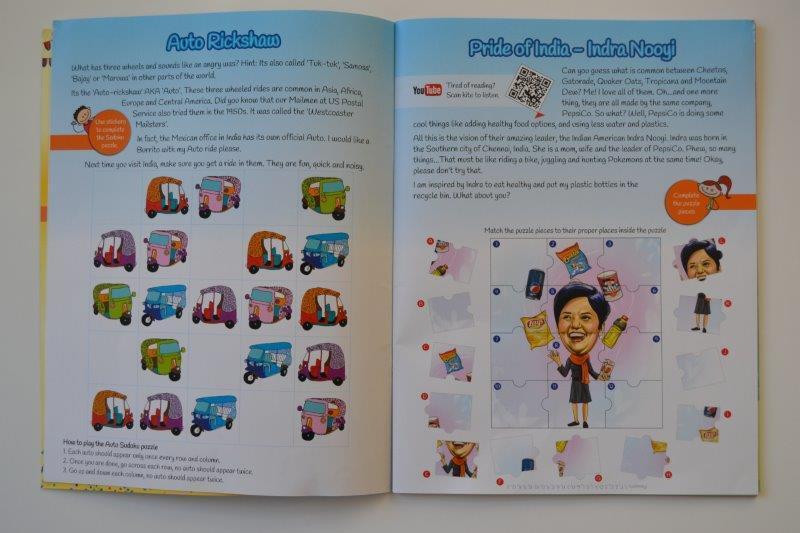 Auto Rickshaw
What has three wheels and sounds like an angry wasp? Hint: Its also called 'Tuk-tuk', 'Samosa',
'Bajaj' or 'Maruwa' in other parts of the world.
Its the 'Auto-rickshaw' AKA 'Auto'. These three wheeled rides are common in Asia, Africa,
Europe and Central America. Did you know that our Mailmen at US Postal
Service also tried them in the 1950s. It was called the 'Westcoaster
Mailsters'.
In fact, the Mexican office in India has its own official Auto. I would like a
Burrito with my Auto ride please.
Next time you visit India, make sure you get a ride in them. They are fun, quick and noisy.
Use stickers
to complete
the Sudoku
puzzle
How to play the Auto Sudoku puzzle
1. Each auto should appear only once every row and column.
2. Once you are done, go across each row, no auto should appear twice.
3. Go up and down each column, no auto should appear twice.
Pride of India - Indra Nooyi
YouTube
Tired of reading?
Scan kite to listen.
Can you guess what is common between Cheetos,
Gatorade, Quaker Oats, Tropicana and Mountain
Dew? Me! I love all of them. Oh...and one more
thing, they are all made by the same company,
PepsiCo. So what? Well, PepsiCo is doing some
cool things like adding healthy food options, and using less water and plastics.
All this is the vision of their amazing leader, the Indian American Indra Nooyi. Indra was born in
the Southern city of Chennai, India. She is a mom, wife and the leader of PepsiCo. Phew, so many
things...That must be like riding a bike, juggling and hunting Pokemons at the same time! Okay,
please don't try that.
I am inspired by Indra to eat healthy and put my plastic bottles in the
recycle bin. What about you?
Complete
the puzzle
pieces
Match the puzzle pieces to their proper places inside the puzzle
1 2 3
4 5 6
7 8 9
10 11 12
A
B
C
D
E
F
G
H
I
J
K
L